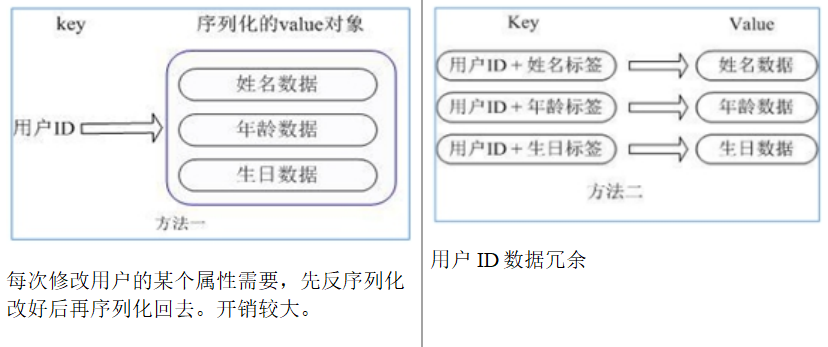 key 序列化的value对象
姓名数据
用户ID
年龄数据
生日数据
方法一
每次修改用户的某个属性需要，先反序列化
改好后再序列化回去。开销较大。
Key Value
用户ID + 姓名标签 姓名数据
用户ID + 年龄标签 年龄数据
用户ID + 生日标签 生日数据
方法二
用户 ID 数据冗余